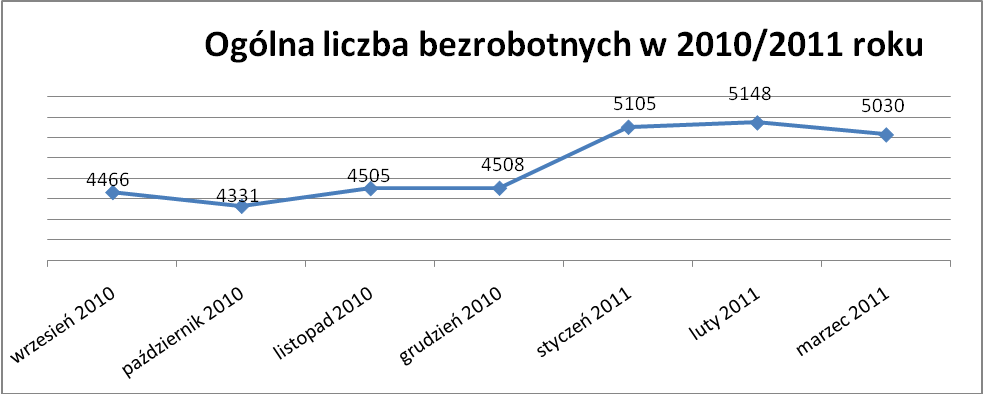 Ogólna liczba bezrobotnych w 2010/2011 roku
4466
4331
4505
4508
5105
5148
5030
wrzesień 2010
październik 2010
listopad 2010
grudzień 2010
styczeń 2011
luty 2011
marzec 2011